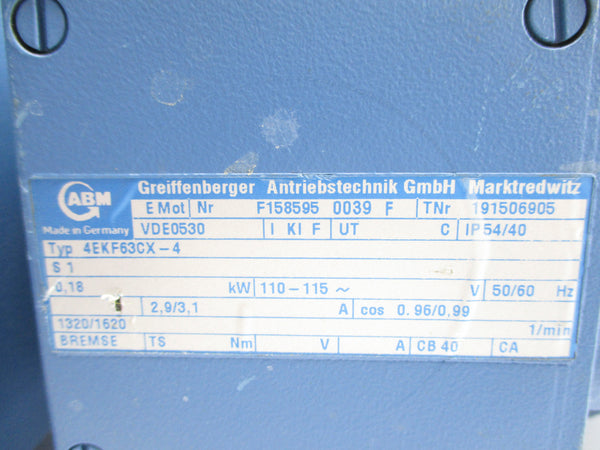 ABM
Made in Germany
Greiffenberger Antriebstechnik GmbH Marktredwitz
E Mot Nr F158595 0039 F TNr 191506905
VDE0530 I Kl F UT C IP 54/40
Typ 4EKF63CX-4
S 1
0,18 kW 110-115 ~ V 50/60 Hz
2,9/3,1 A cos 0.96/0,99
1320/1620 1/min
BREMSE TS Nm V A CB 40 CA